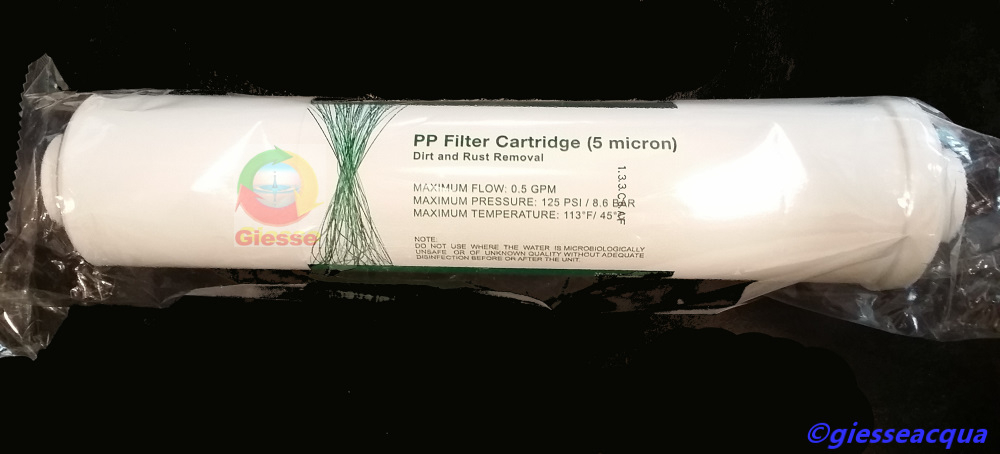 PP Filter Cartridge (5 micron)
Dirt and Rust Removal
MAXIMUM FLOW: 0.5 GPM
MAXIMUM PRESSURE: 125 PSI / 8.6 BAR
MAXIMUM TEMPERATURE: 113°F/ 45°
NOTE:
DO NOT USE WHERE THE WATER IS MICROBIOLOGICALLY
UNSAFE OR OF UNKNOWN QUALITY WITHOUT ADEQUATE
DISINFECTION BEFORE OR AFTER THE UNIT.
Giesse
©giesseacqua